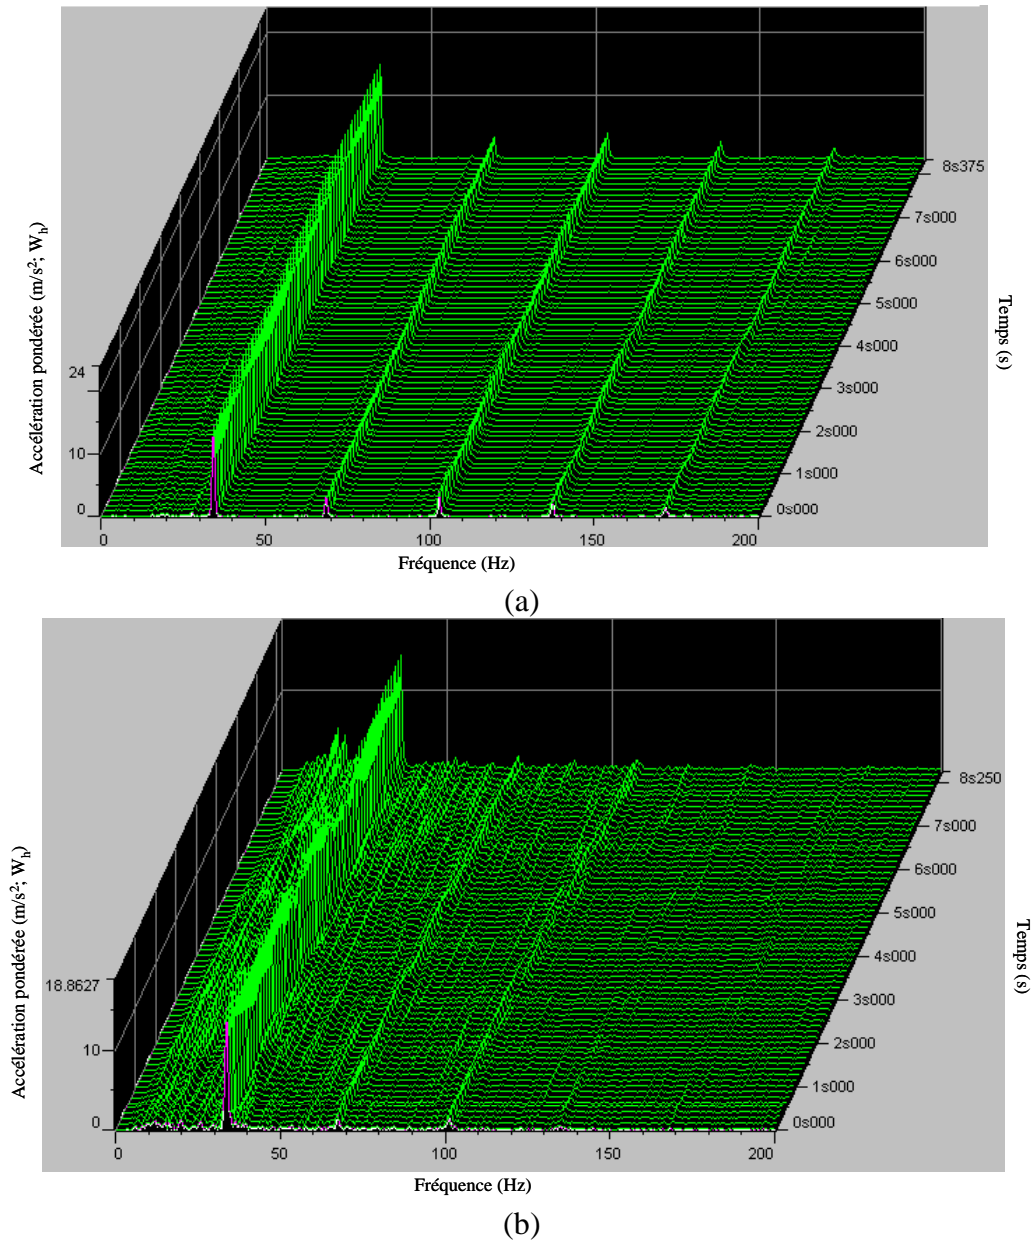 8s375
7s000
6s000
5s000
4s000
3s000
2s000
1s000
0s000
Temps (s)
Accélération pondérée (m/s²; Wh)
24
10
0
0 50 100 150 200
Fréquence (Hz)
(a)
8s250
7s000
6s000
5s000
4s000
3s000
2s000
1s000
0s000
Temps (s)
Accélération pondérée (m/s²; Wh)
18.8627
10
0
0 50 100 150 200
Fréquence (Hz)
(b)